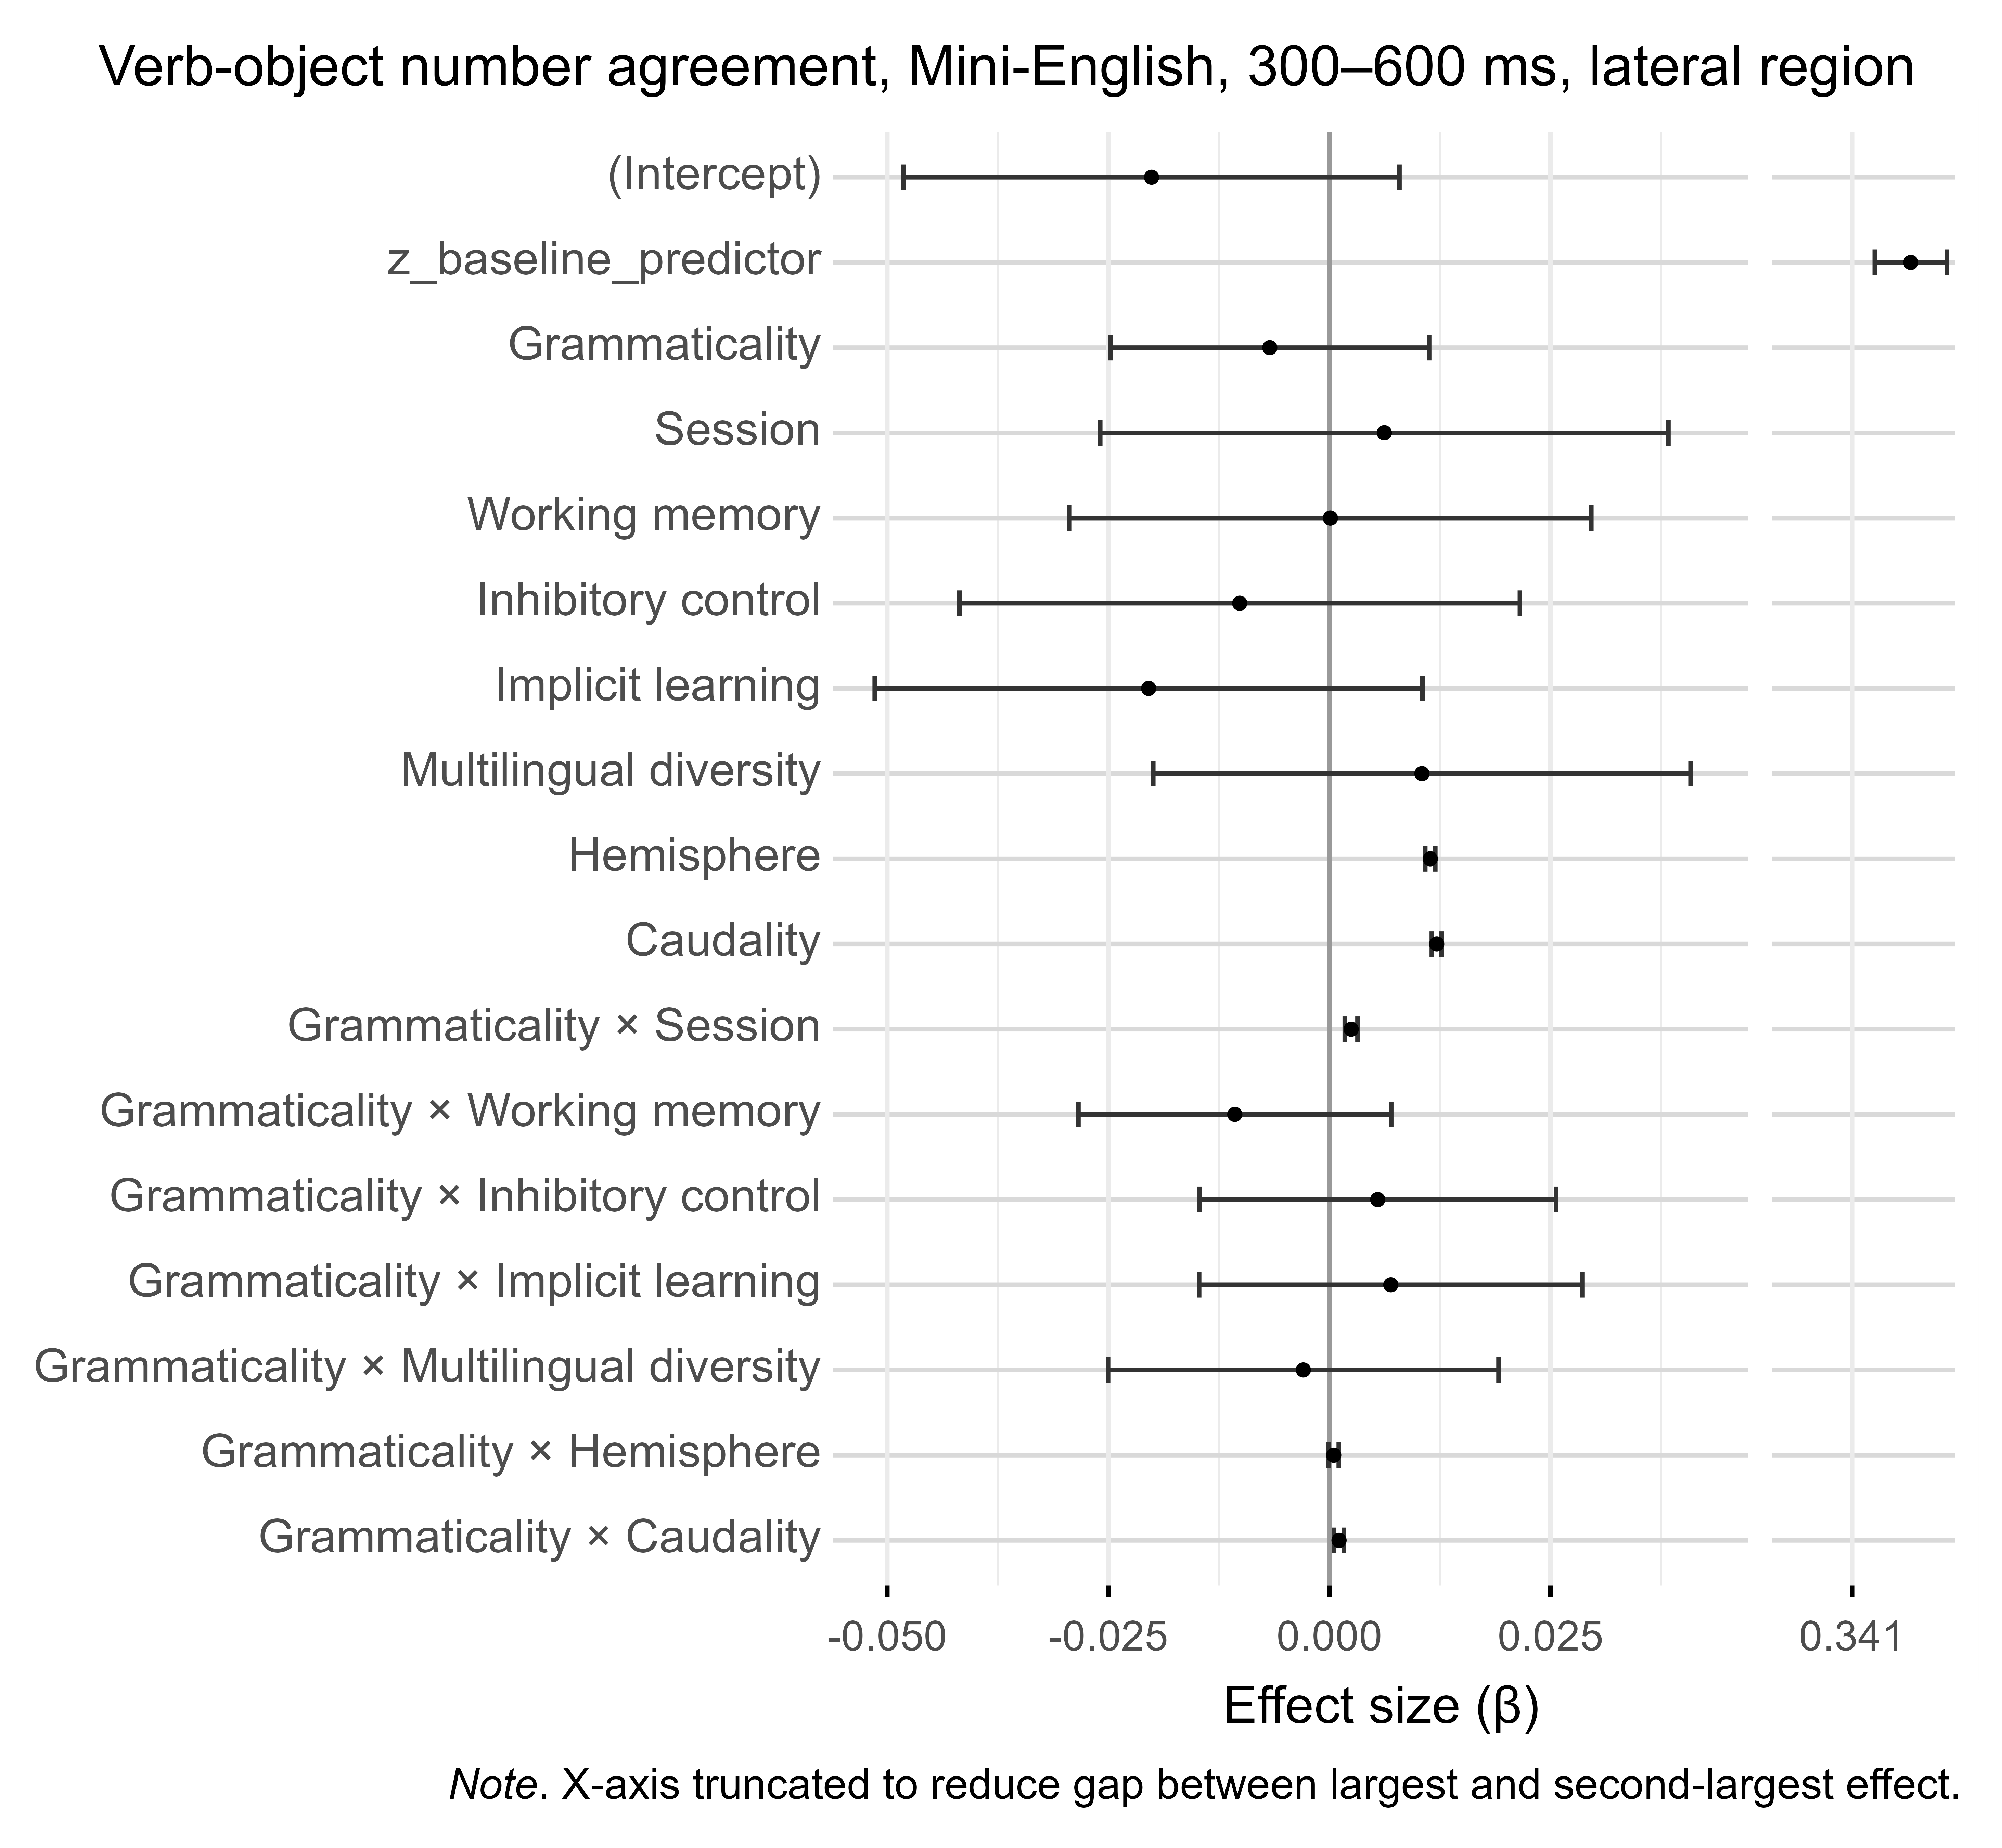 Verb-object number agreement, Mini-English, 300–600 ms, lateral region
(Intercept)
z_baseline_predictor
Grammaticality
Session
Working memory
Inhibitory control
Implicit learning
Multilingual diversity
Hemisphere
Caudality
Grammaticality × Session
Grammaticality × Working memory
Grammaticality × Inhibitory control
Grammaticality × Implicit learning
Grammaticality × Multilingual diversity
Grammaticality × Hemisphere
Grammaticality × Caudality
-0.050 -0.025 0.000 0.025 0.341
Effect size (β)
Note. X-axis truncated to reduce gap between largest and second-largest effect.